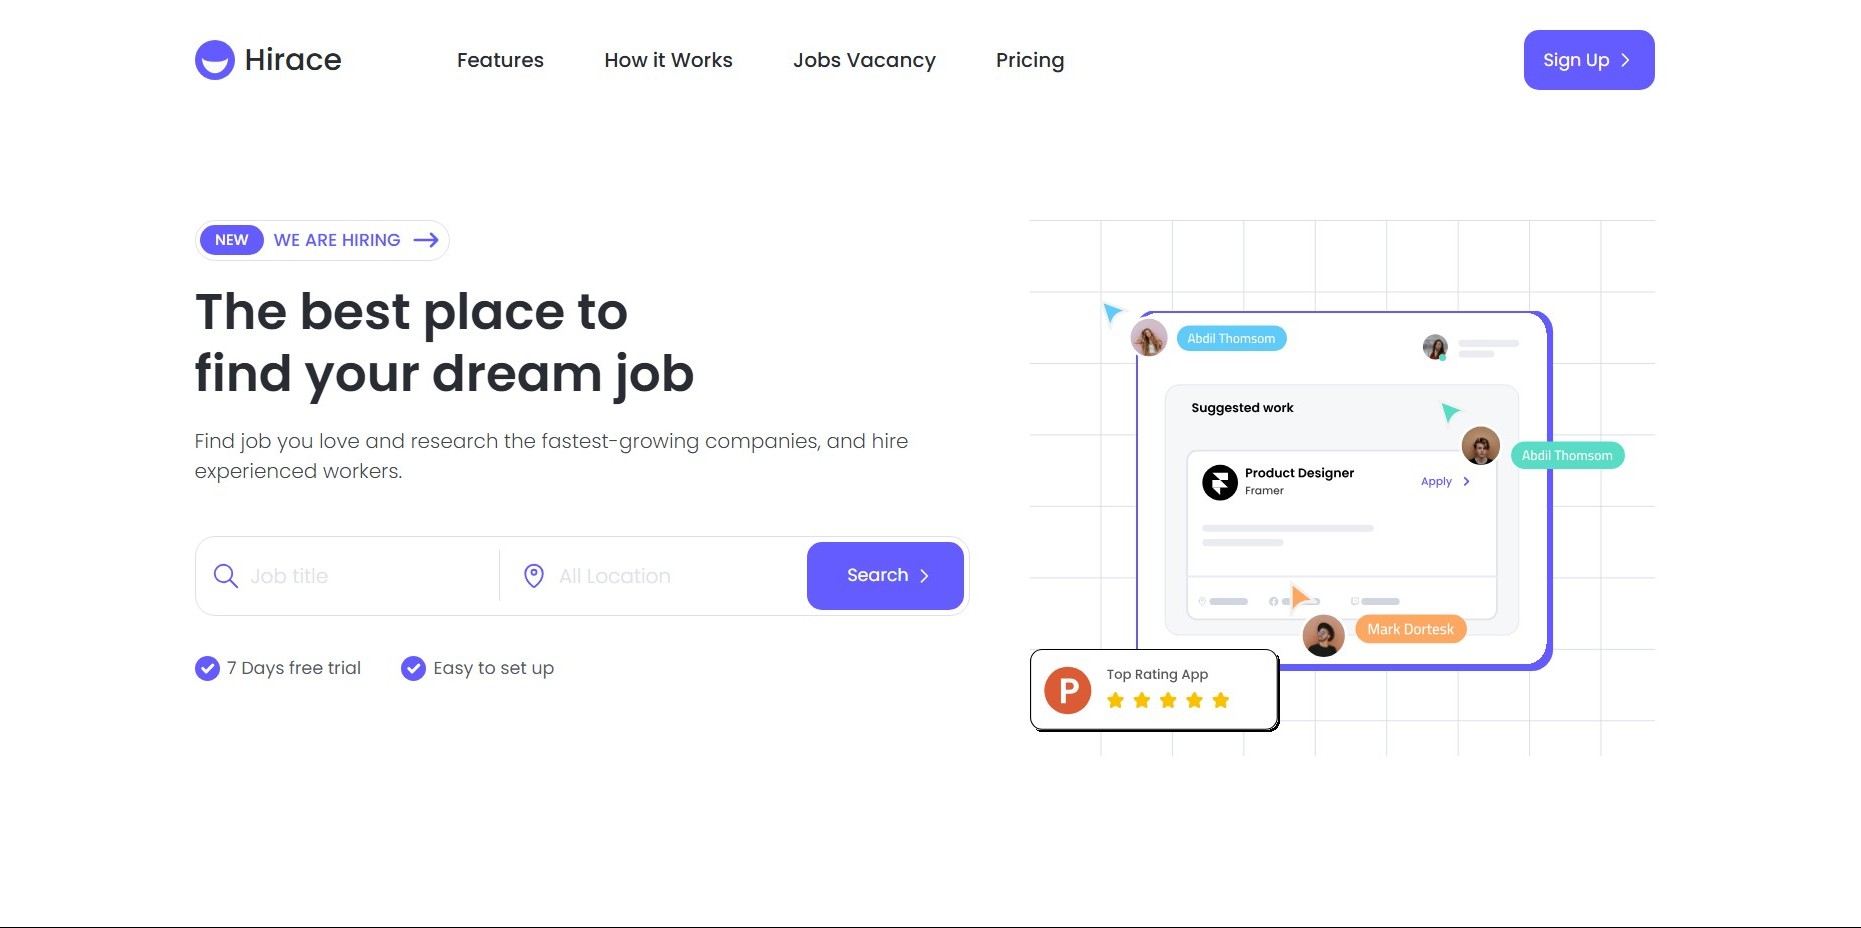 Hirace
Features
How it Works
Jobs Vacancy
Pricing
Sign Up
NEW WE ARE HIRING
The best place to
find your dream job
Find job you love and research the fastest-growing companies, and hire
experienced workers.
Job title
All Location
Search
7 Days free trial
Easy to set up
Abdil Thomsom
Suggested work
Abdil Thomsom
Product Designer
Framer
Apply
Mark Dortesk
P
Top Rating App